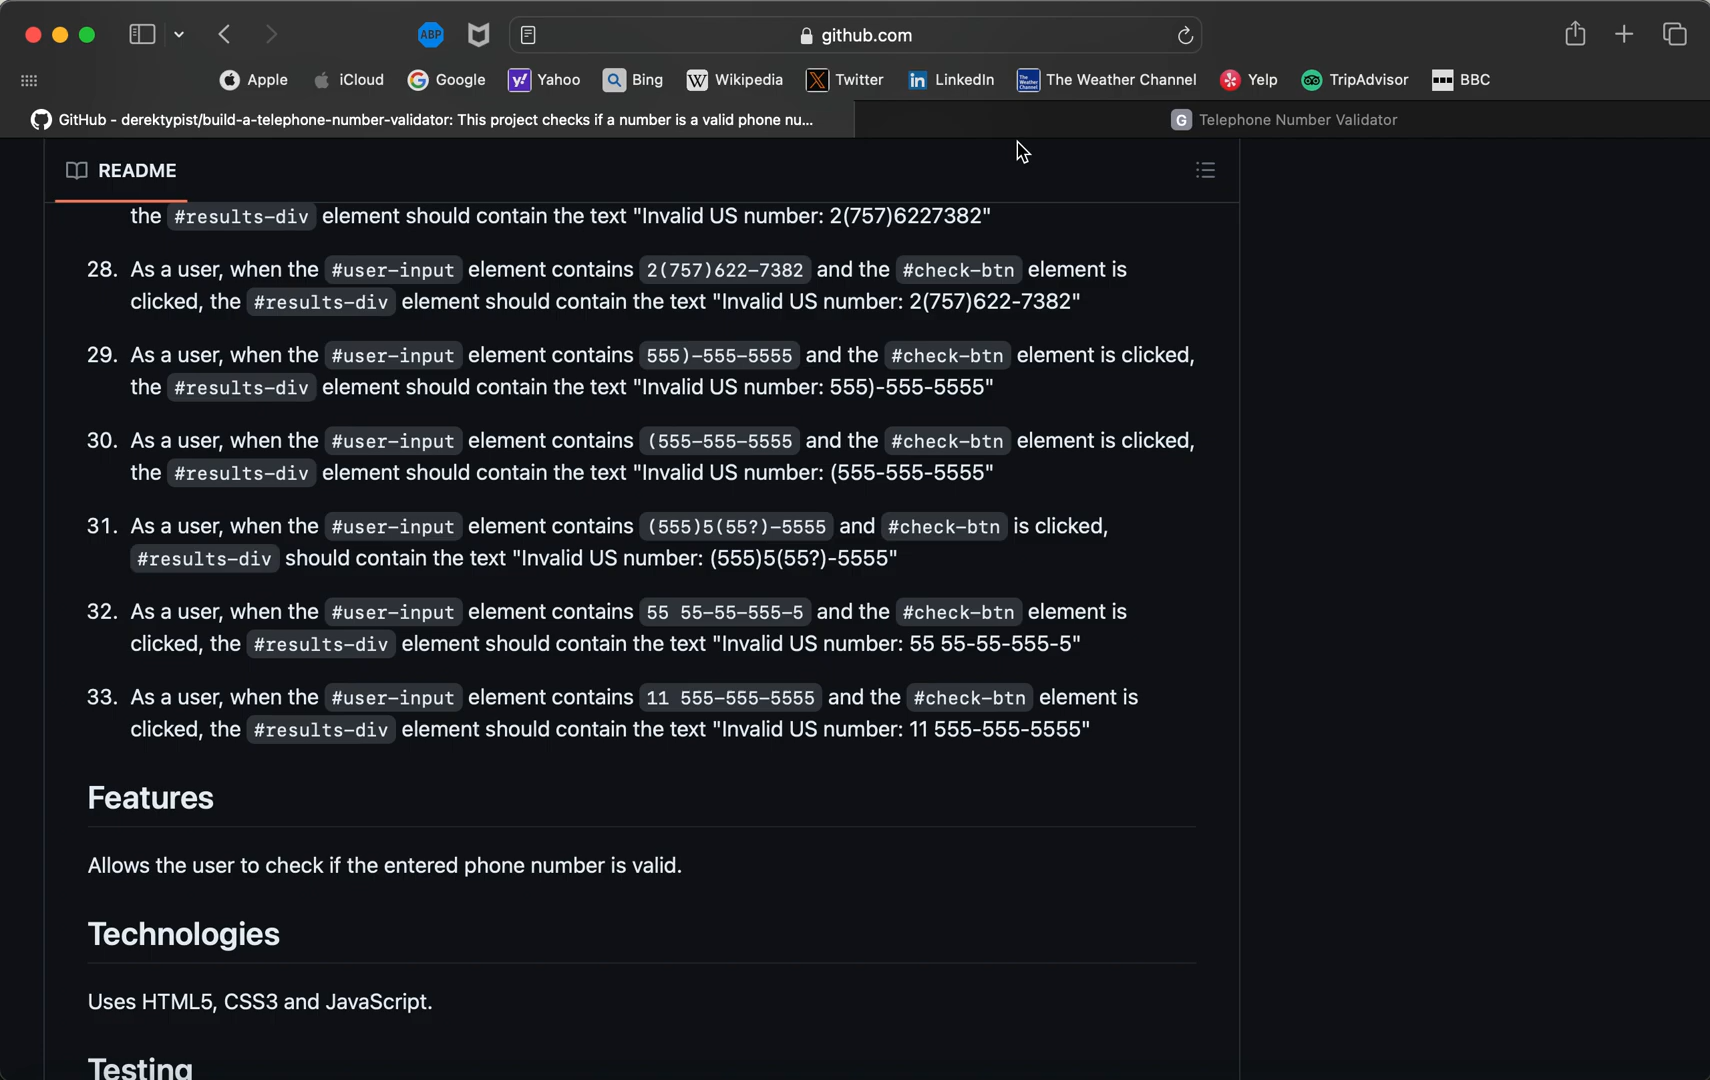 ABP
github.com
Apple
iCloud
Google
Yahoo
Bing
Wikipedia
Twitter
LinkedIn
The Weather Channel
Yelp
TripAdvisor
BBC
GitHub - derektypist/build-a-telephone-number-validator: This project checks if a number is a valid phone nu...
G Telephone Number Validator
README
the #results-div element should contain the text "Invalid US number: 2(757)6227382"
28. As a user, when the #user-input element contains 2(757)622-7382 and the #check-btn element is
clicked, the #results-div element should contain the text "Invalid US number: 2(757)622-7382"
29. As a user, when the #user-input element contains 555)-555-5555 and the #check-btn element is clicked,
the #results-div element should contain the text "Invalid US number: 555)-555-5555"
30. As a user, when the #user-input element contains (555-555-5555 and the #check-btn element is clicked,
the #results-div element should contain the text "Invalid US number: (555-555-5555"
31. As a user, when the #user-input element contains (555)5(55?)-5555 and #check-btn is clicked,
#results-div should contain the text "Invalid US number: (555)5(55?)-5555"
32. As a user, when the #user-input element contains 55 55-55-555-5 and the #check-btn element is
clicked, the #results-div element should contain the text "Invalid US number: 55 55-55-555-5"
33. As a user, when the #user-input element contains 11 555-555-5555 and the #check-btn element is
clicked, the #results-div element should contain the text "Invalid US number: 11 555-555-5555"
Features
Allows the user to check if the entered phone number is valid.
Technologies
Uses HTML5, CSS3 and JavaScript.
Testing